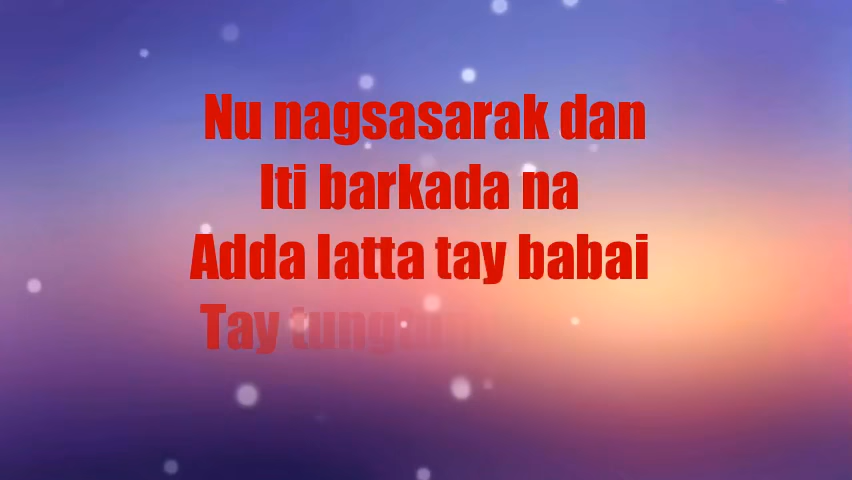 Nu nagsasarak dan
Iti barkada na
Adda latta tay babai
Tay